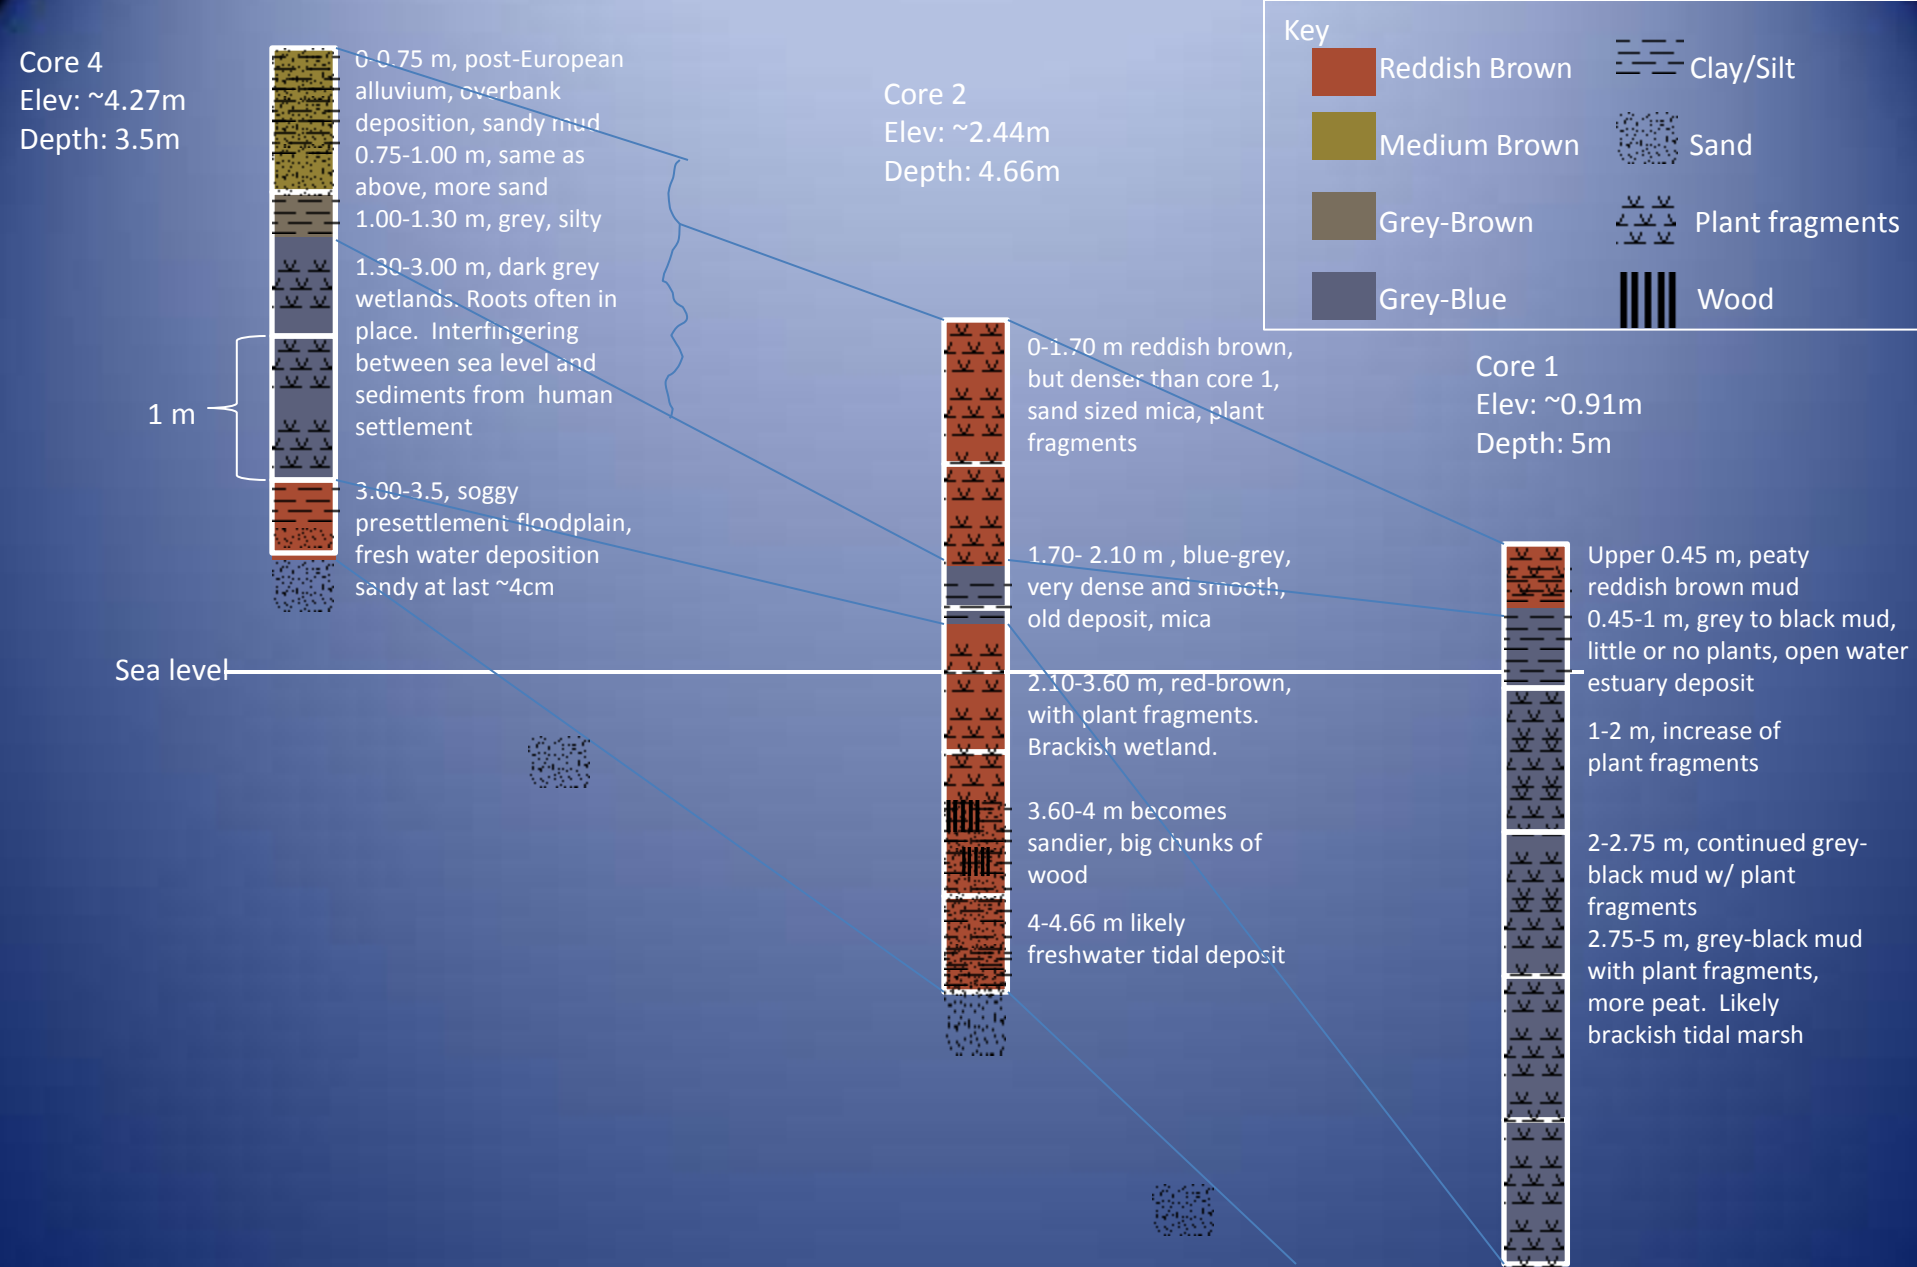 Core 4
Elev: ~4.27m
Depth: 3.5m
0-0.75 m, post-European
alluvium, overbank
deposition, sandy mud
0.75-1.00 m, same as
above, more sand
1.00-1.30 m, grey, silty
1.30-3.00 m, dark grey
wetlands. Roots often in
place. Interfingering
between sea level and
sediments from human
settlement
3.00-3.5, soggy
presettlement floodplain,
fresh water deposition
sandy at last ~4cm
1 m
Sea level
Core 2
Elev: ~2.44m
Depth: 4.66m
0-1.70 m reddish brown,
but denser than core 1,
sand sized mica, plant
fragments
1.70- 2.10 m , blue-grey,
very dense and smooth,
old deposit, mica
2.10-3.60 m, red-brown,
with plant fragments.
Brackish wetland.
3.60-4 m becomes
sandier, big chunks of
wood
4-4.66 m likely
freshwater tidal deposit
Key
Reddish Brown
Medium Brown
Grey-Brown
Grey-Blue
Clay/Silt
Sand
Plant fragments
Wood
Core 1
Elev: ~0.91m
Depth: 5m
Upper 0.45 m, peaty
reddish brown mud
0.45-1 m, grey to black mud,
little or no plants, open water
estuary deposit
1-2 m, increase of
plant fragments
2-2.75 m, continued grey-
black mud w/ plant
fragments
2.75-5 m, grey-black mud
with plant fragments,
more peat. Likely
brackish tidal marsh